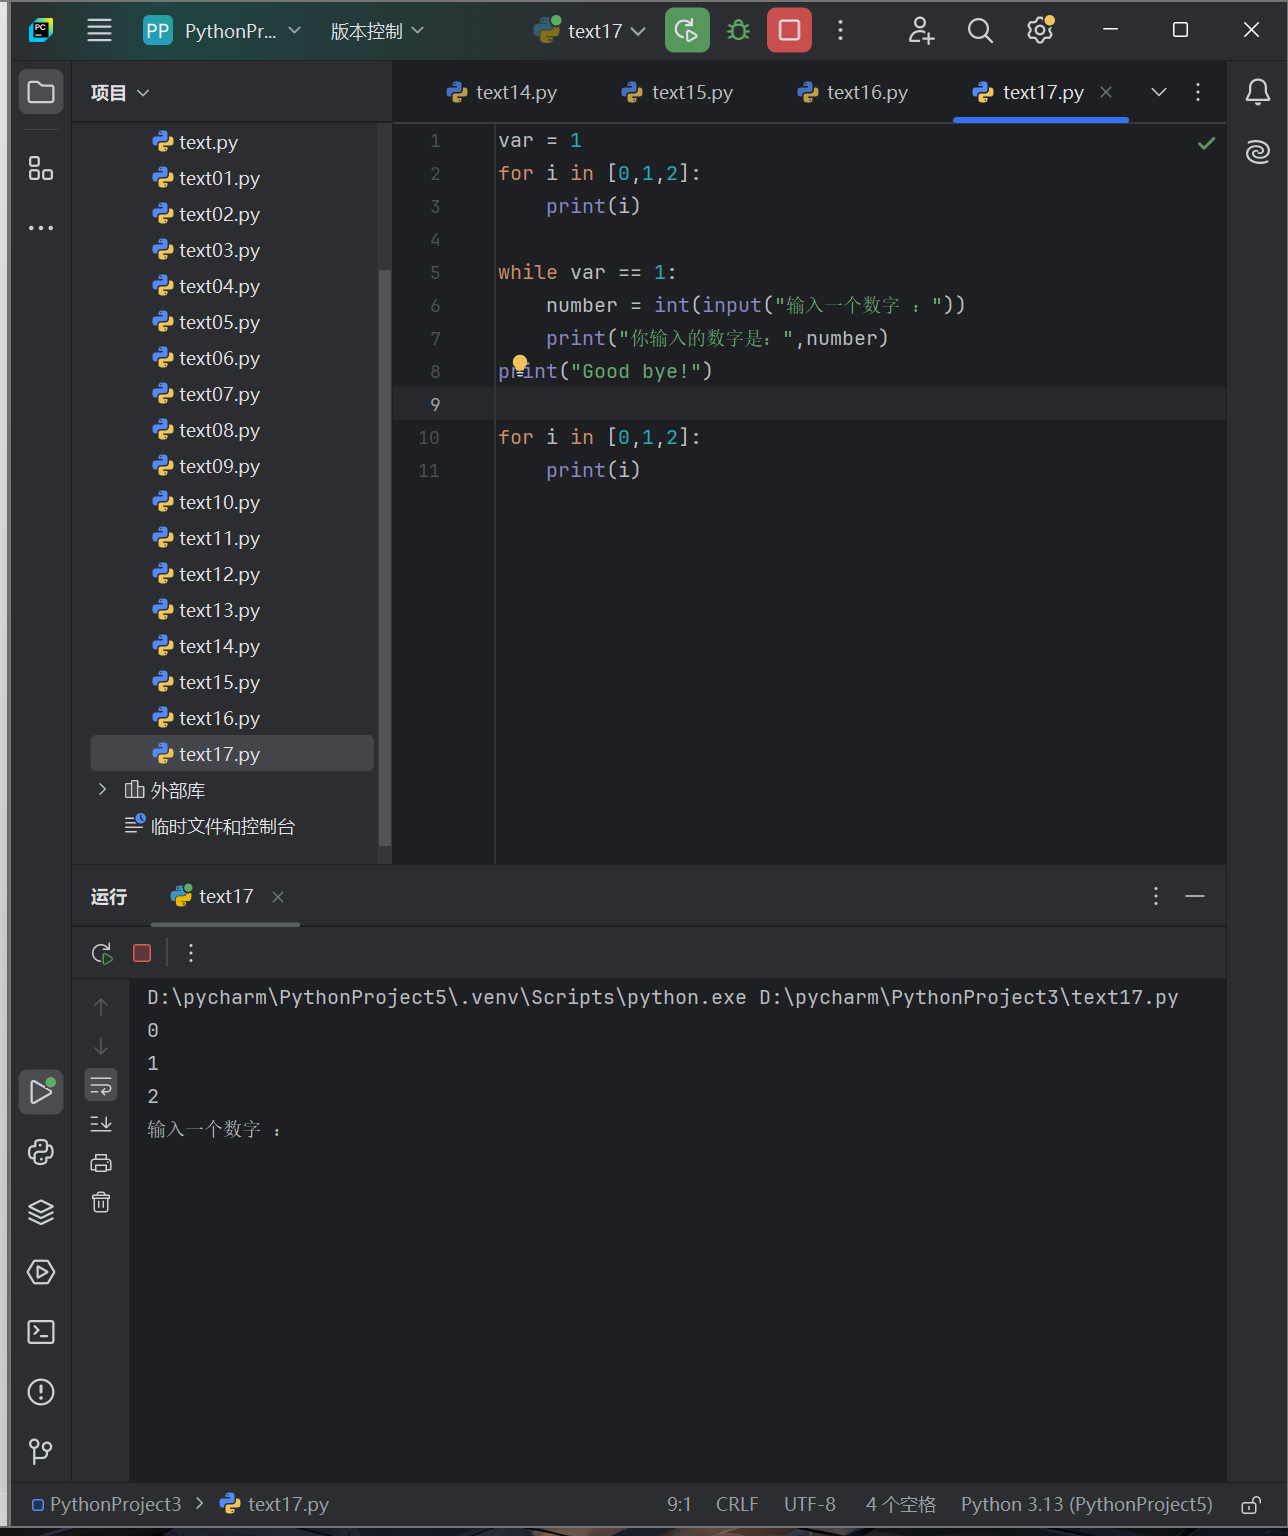 PC
PP PythonPr... 版本控制 text17
项目
text14.py text15.py text16.py text17.py
text.py
text01.py
text02.py
text03.py
text04.py
text05.py
text06.py
text07.py
text08.py
text09.py
text10.py
text11.py
text12.py
text13.py
text14.py
text15.py
text16.py
text17.py
外部库
临时文件和控制台
1 var = 1
2 for i in [0,1,2]:
3     print(i)
4
5 while var == 1:
6     number = int(input("输入一个数字 ："))
7     print("你输入的数字是：",number)
8 print("Good bye!")
9
10 for i in [0,1,2]:
11     print(i)
运行 text17
D:\pycharm\PythonProject5\.venv\Scripts\python.exe D:\pycharm\PythonProject3\text17.py
0
1
2
输入一个数字 ：
PythonProject3 > text17.py 9:1 CRLF UTF-8 4 个空格 Python 3.13 (PythonProject5)